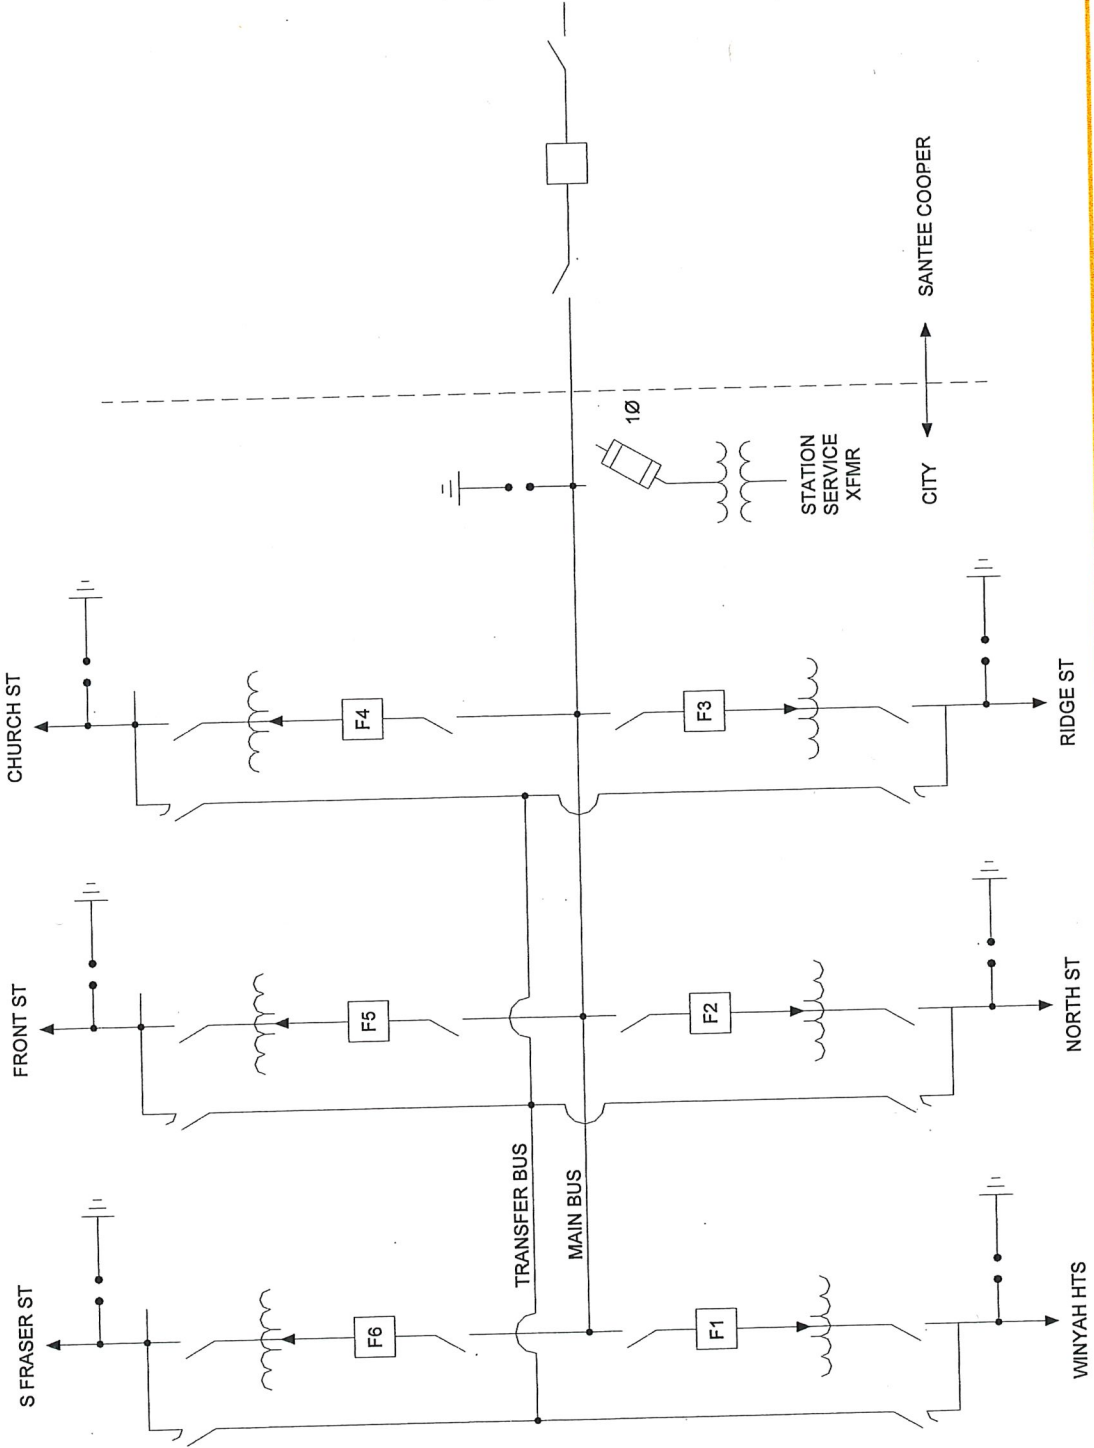 S FRASER ST
FRONT ST
CHURCH ST
F6
F5
F4
TRANSFER BUS
MAIN BUS
1Ø
F1
F2
F3
STATION
SERVICE
XFMR
CITY
SANTEE COOPER
WINYAH HTS
NORTH ST
RIDGE ST